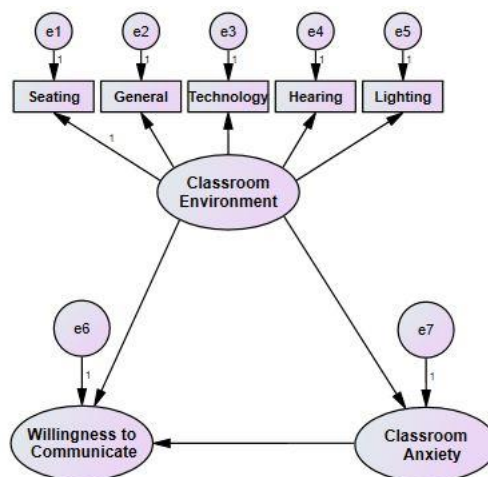 e1 e2 e3 e4 e5
1 1 1 1 1
Seating General Technology Hearing Lighting
1
Classroom
Environment
e6 e7
1 1
Willingness to
Communicate
Classroom
Anxiety